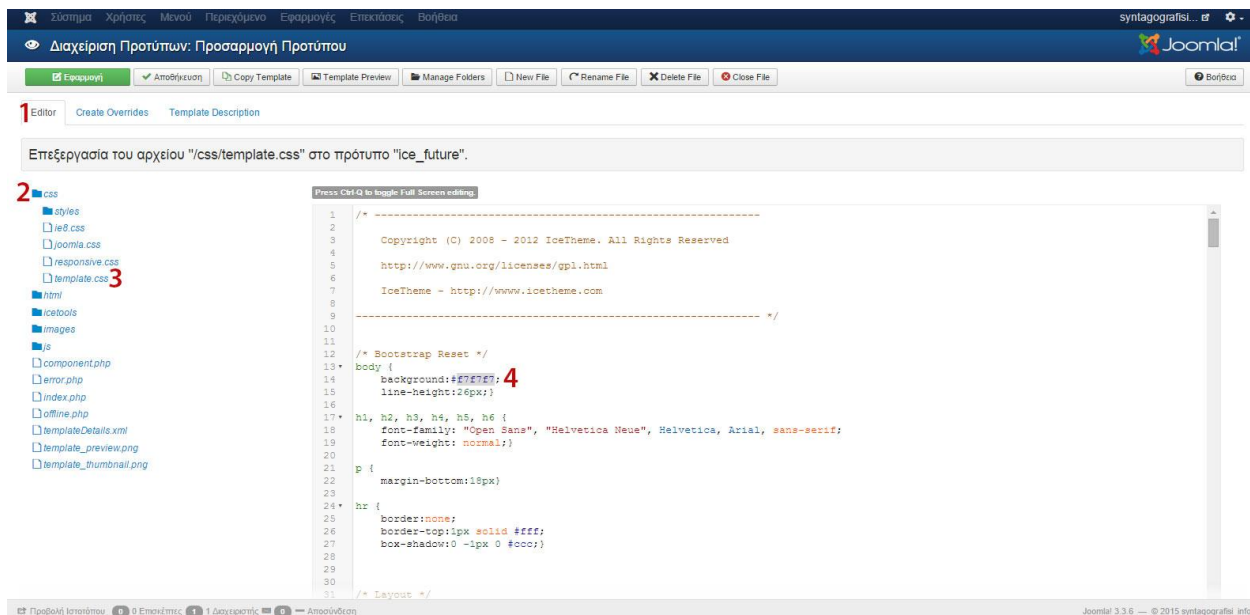 Σύστημα Χρήστες Μενού Περιεχόμενο Εφαρμογές Επεκτάσεις Βοήθεια syntagografisi...
Διαχείριση Προτύπων: Προσαρμογή Προτύπου Joomla!
Εφαρμογή Αποθήκευση Copy Template Template Preview Manage Folders New File Rename File Delete File Close File Βοήθεια
1 Editor Create Overrides Template Description
Επεξεργασία του αρχείου "/css/template.css" στο πρότυπο "ice_future".
2 css
styles
ie8.css
joomla.css
responsive.css
template.css 3
html
icetools
images
js
component.php
error.php
index.php
offline.php
templateDetails.xml
template_preview.png
template_thumbnail.png
Press Ctrl-Q to toggle Full Screen editing.
1 /* ------------------------------------------------------------
2
3 Copyright (C) 2008 - 2012 IceTheme. All Rights Reserved
4
5 http://www.gnu.org/licenses/gpl.html
6
7 IceTheme - http://wwww.icetheme.com
8
9 --------------------------------------------------------------- */
10
11
12 /* Bootstrap Reset */
13 body {
14 background:#f7f7f7; 4
15 line-height:26px;}
16
17 h1, h2, h3, h4, h5, h6 {
18 font-family: "Open Sans", "Helvetica Neue", Helvetica, Arial, sans-serif;
19 font-weight: normal;}
20
21 p {
22 margin-bottom:18px}
23
24 hr {
25 border:none;
26 border-top:1px solid #fff;
27 box-shadow:0 -1px 0 #ccc;}
28
29
30
31 /* Layout */
Προβολή Ιστοτόπου 0 0 Επισκέπτες 1 1 Διαχειριστής 0 Αποσύνδεση Joomla! 3.3.6 — © 2015 syntagografisi_info